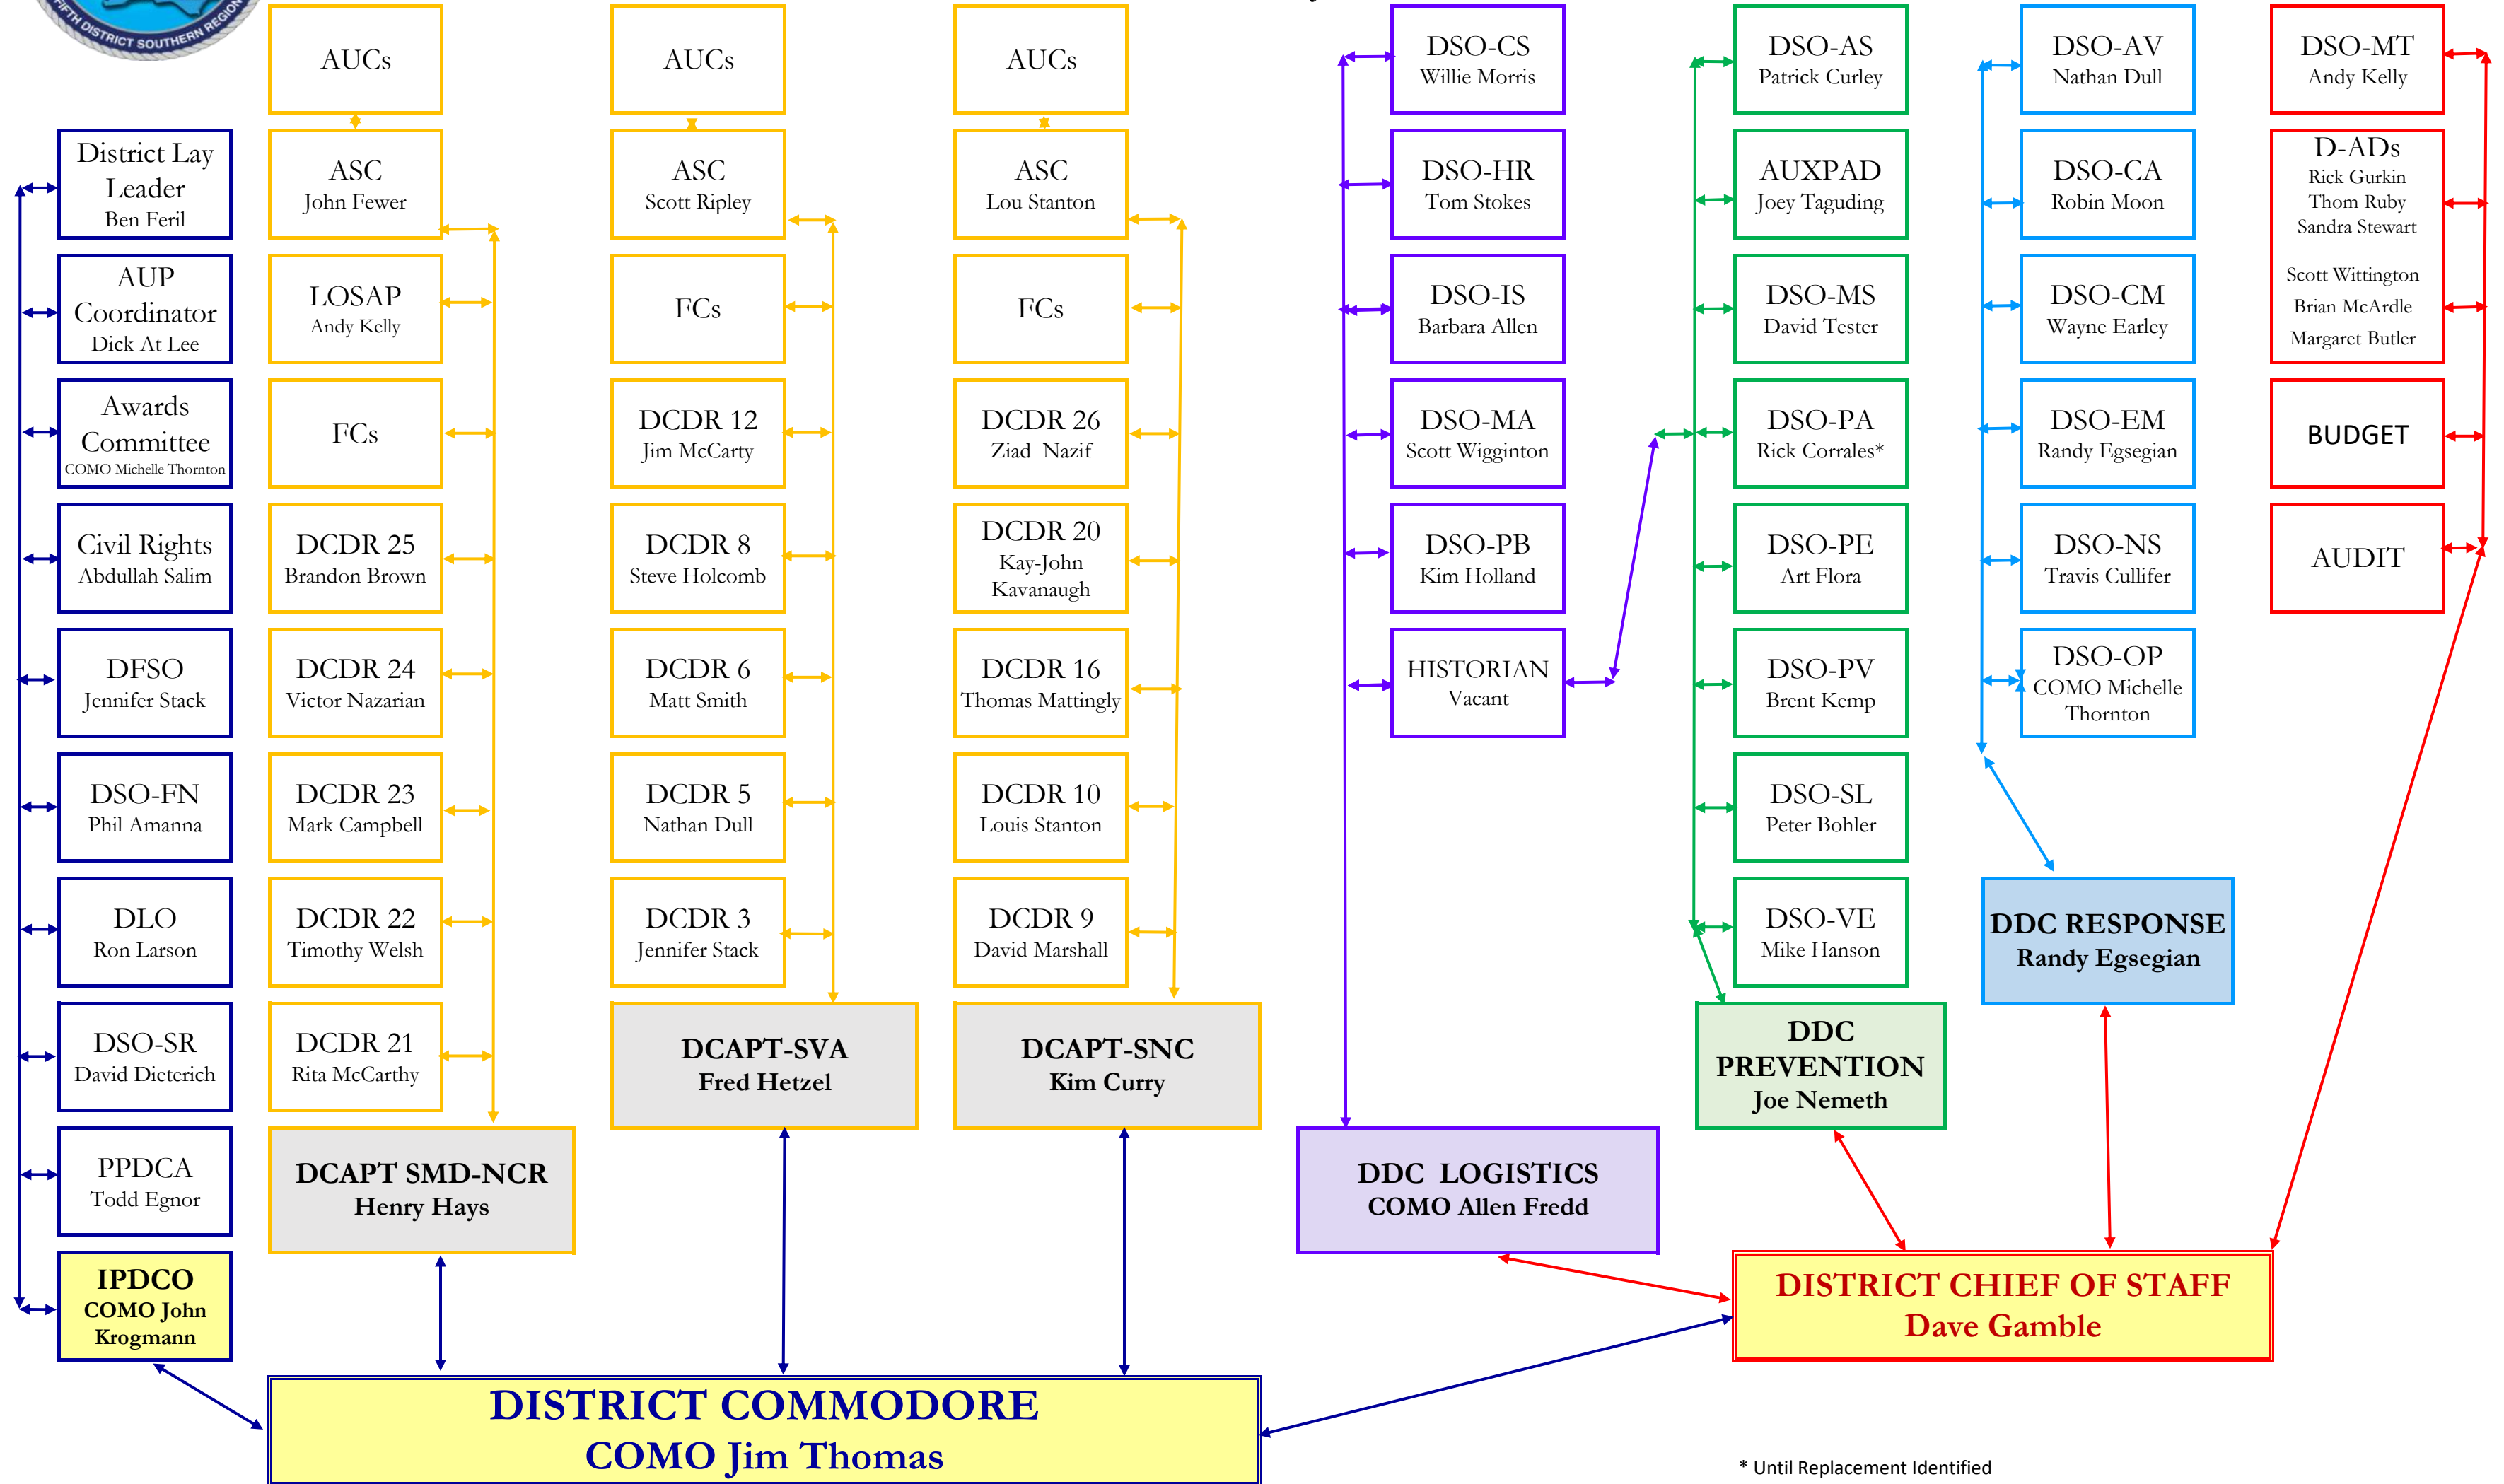 FIFTH DISTRICT SOUTHERN REGION
District Lay
Leader
Ben Feril
AUP
Coordinator
Dick At Lee
Awards
Committee
COMO Michelle Thornton
Civil Rights
Abdullah Salim
DFSO
Jennifer Stack
DSO-FN
Phil Amanna
DLO
Ron Larson
DSO-SR
David Dieterich
PPDCA
Todd Egnor
IPDCO
COMO John
Krogmann
AUCs
ASC
John Fewer
LOSAP
Andy Kelly
FCs
DCDR 25
Brandon Brown
DCDR 24
Victor Nazarian
DCDR 23
Mark Campbell
DCDR 22
Timothy Welsh
DCDR 21
Rita McCarthy
DCAPT SMD-NCR
Henry Hays
AUCs
ASC
Scott Ripley
FCs
DCDR 12
Jim McCarty
DCDR 8
Steve Holcomb
DCDR 6
Matt Smith
DCDR 5
Nathan Dull
DCDR 3
Jennifer Stack
DCAPT-SVA
Fred Hetzel
AUCs
ASC
Lou Stanton
FCs
DCDR 26
Ziad  Nazif
DCDR 20
Kay-John
Kavanaugh
DCDR 16
Thomas Mattingly
DCDR 10
Louis Stanton
DCDR 9
David Marshall
DCAPT-SNC
Kim Curry
DSO-CS
Willie Morris
DSO-HR
Tom Stokes
DSO-IS
Barbara Allen
DSO-MA
Scott Wigginton
DSO-PB
Kim Holland
HISTORIAN
Vacant
DDC  LOGISTICS
COMO Allen Fredd
DSO-AS
Patrick Curley
AUXPAD
Joey Taguding
DSO-MS
David Tester
DSO-PA
Rick Corrales*
DSO-PE
Art Flora
DSO-PV
Brent Kemp
DSO-SL
Peter Bohler
DSO-VE
Mike Hanson
DDC
PREVENTION
Joe Nemeth
DSO-AV
Nathan Dull
DSO-CA
Robin Moon
DSO-CM
Wayne Earley
DSO-EM
Randy Egsegian
DSO-NS
Travis Cullifer
DSO-OP
COMO Michelle
Thornton
DDC RESPONSE
Randy Egsegian
DSO-MT
Andy Kelly
D-ADs
Rick Gurkin
Thom Ruby
Sandra Stewart
Scott Wittington
Brian McArdle
Margaret Butler
BUDGET
AUDIT
DISTRICT CHIEF OF STAFF
Dave Gamble
DISTRICT COMMODORE
COMO Jim Thomas
* Until Replacement Identified